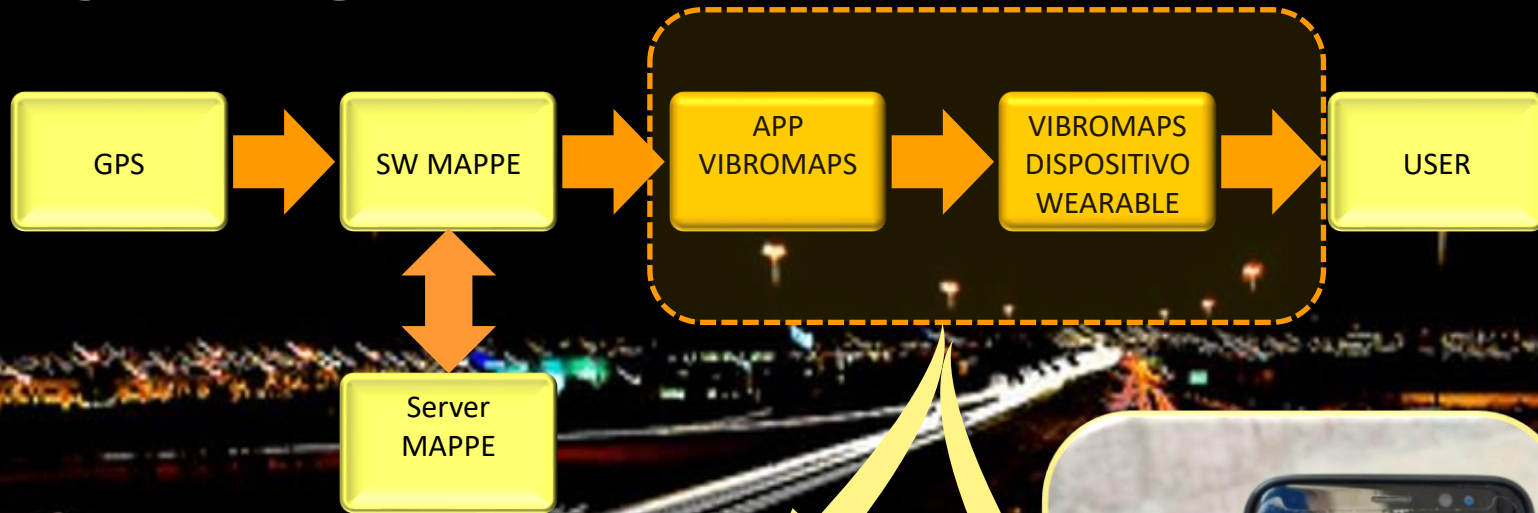 GPS
SW MAPPE
APP
VIBROMAPS
VIBROMAPS
DISPOSITIVO
WEARABLE
USER
Server
MAPPE